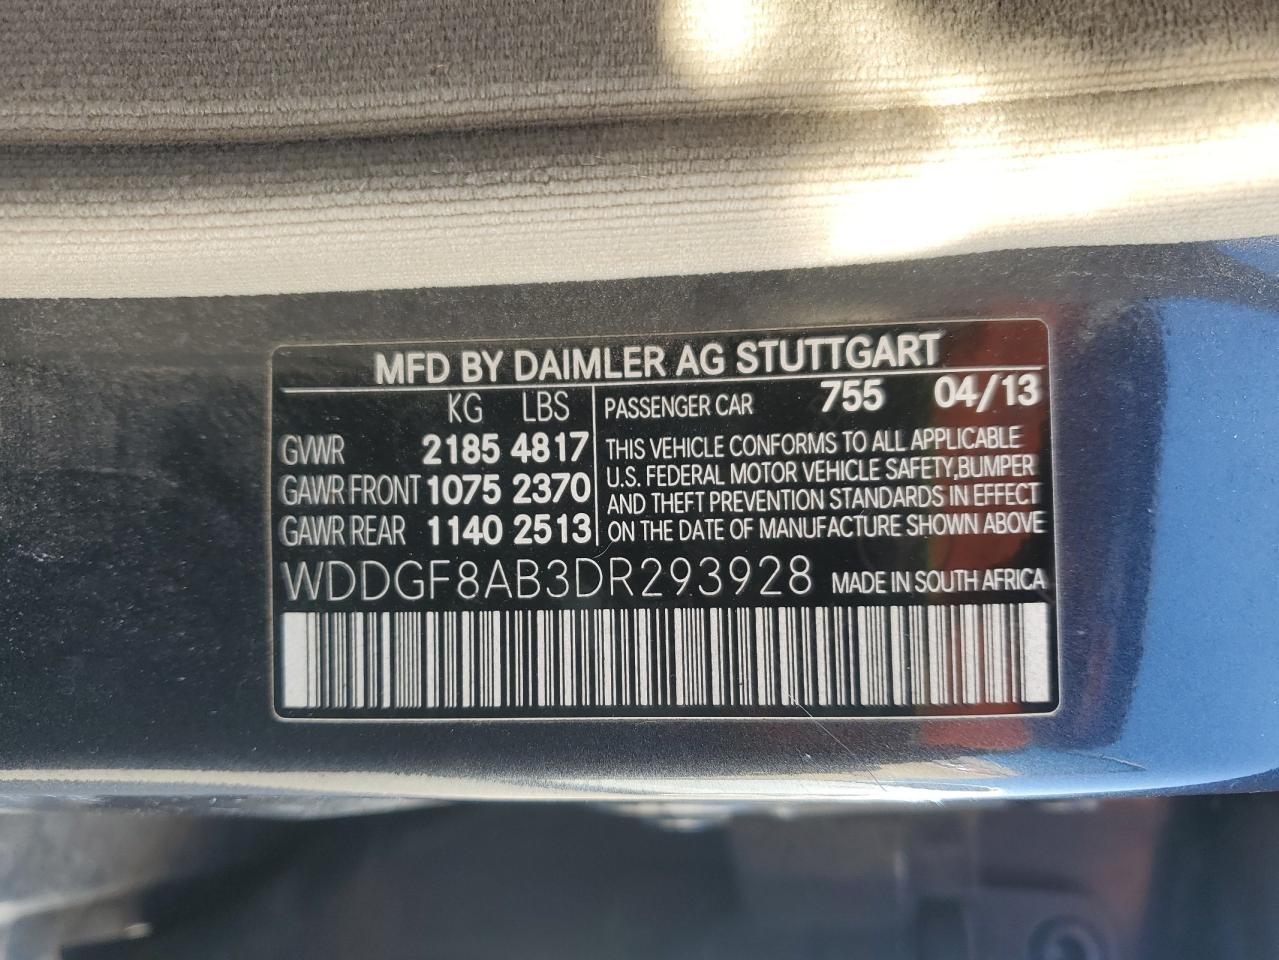 MFD BY DAIMLER AG STUTTGART
KG LBS
GVWR 2185 4817
GAWR FRONT 1075 2370
GAWR REAR 1140 2513
PASSENGER CAR 755 04/13
THIS VEHICLE CONFORMS TO ALL APPLICABLE
U.S. FEDERAL MOTOR VEHICLE SAFETY,BUMPER
AND THEFT PREVENTION STANDARDS IN EFFECT
ON THE DATE OF MANUFACTURE SHOWN ABOVE
WDDGF8AB3DR293928 MADE IN SOUTH AFRICA